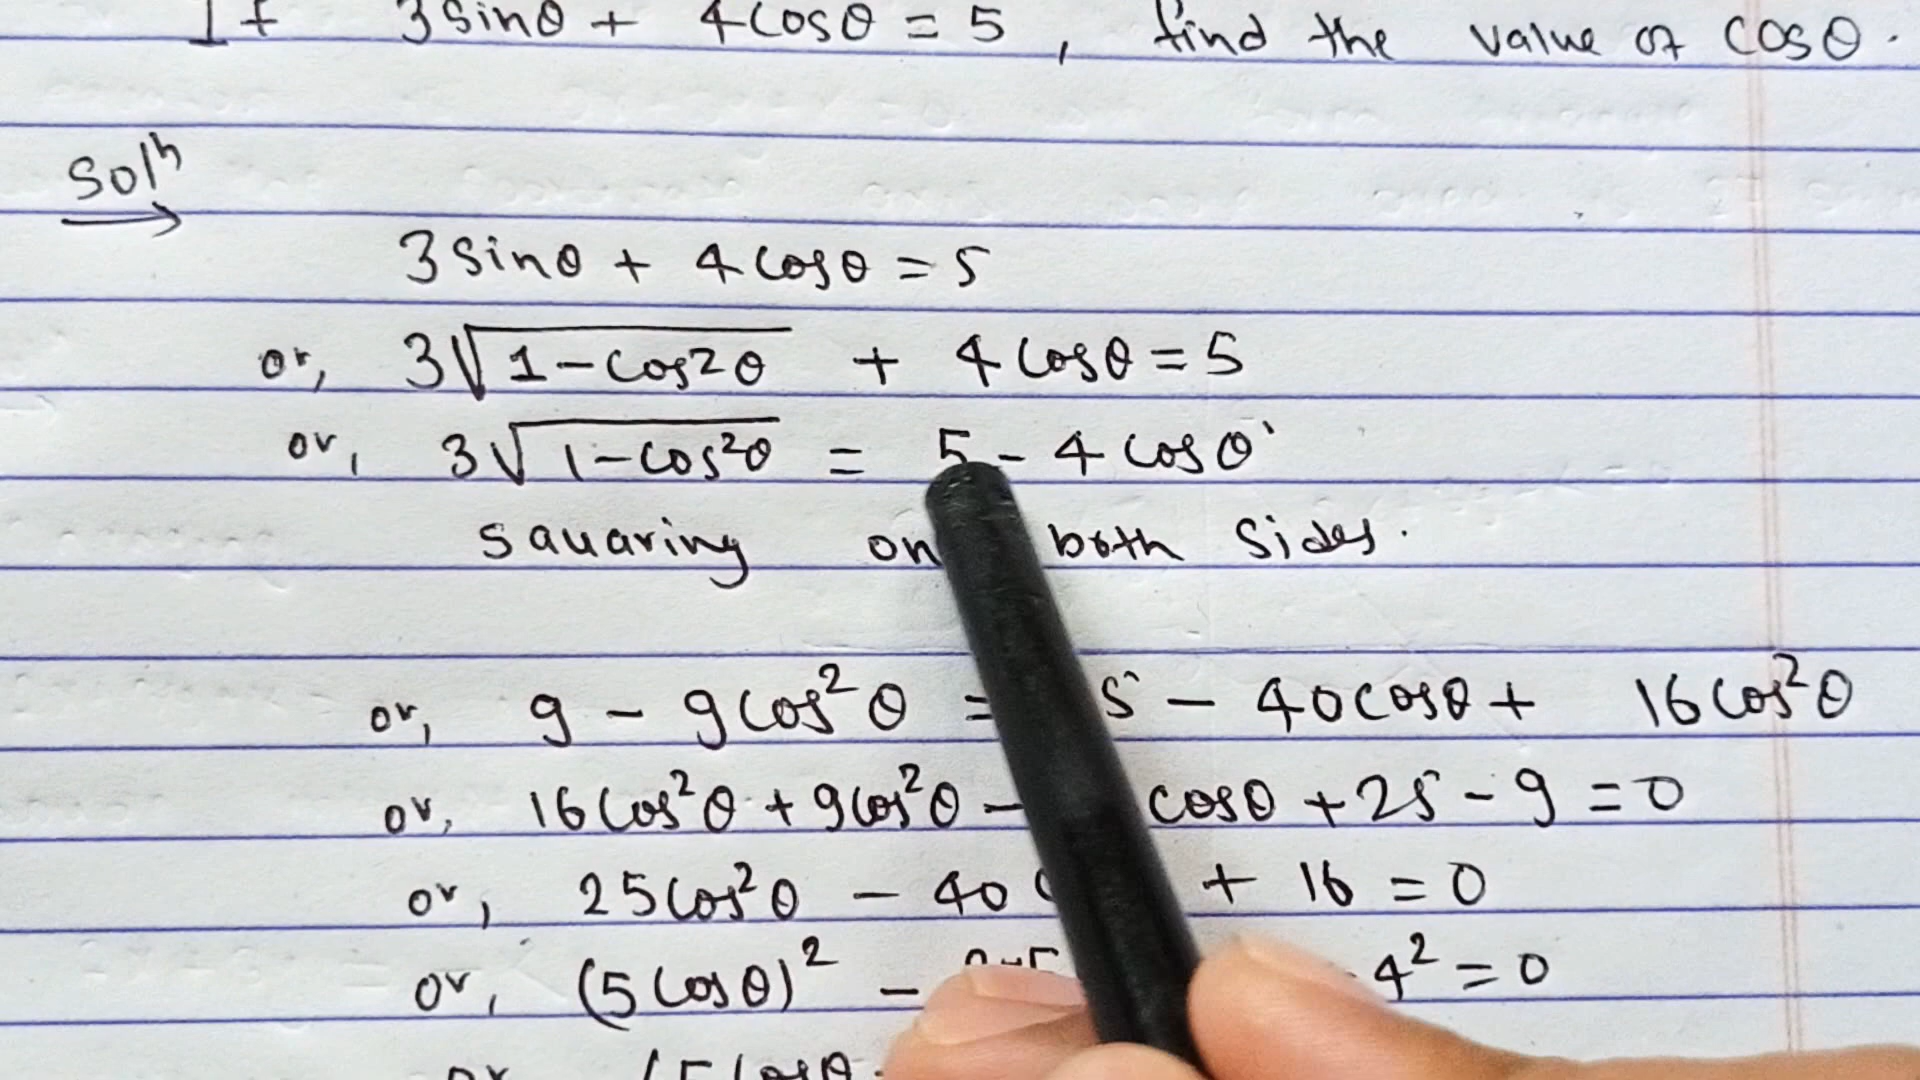 If 3sinθ + 4cosθ = 5, find the value of cosθ.
Solⁿ
3sinθ + 4cosθ = 5
or, 3√(1-cos2θ) + 4cosθ = 5
or, 3√(1-cos²θ) = 5 - 4cosθ
squaring on both sides.
or, 9 - 9cos²θ = 5 - 40cosθ + 16cos²θ
or, 16cos²θ + 9cos²θ - cosθ + 25 - 9 = 0
or, 25cos²θ - 40 + 16 = 0
or, (5cosθ)² - 4² = 0
or (5cosθ